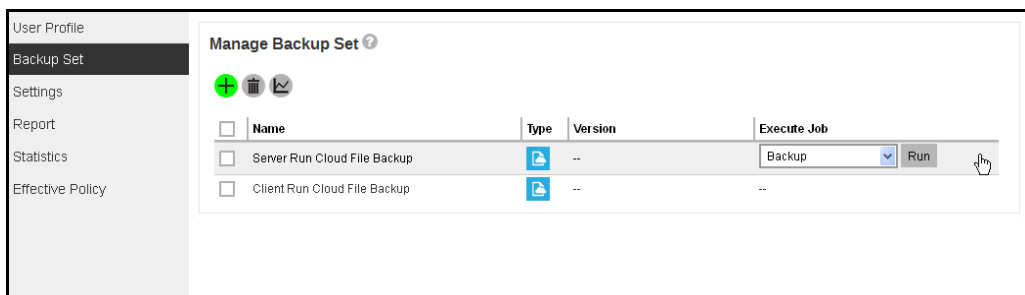 User Profile
Backup Set
Settings
Report
Statistics
Effective Policy
Manage Backup Set ?
Name Type Version Execute Job
Server Run Cloud File Backup -- Backup Run
Client Run Cloud File Backup -- --